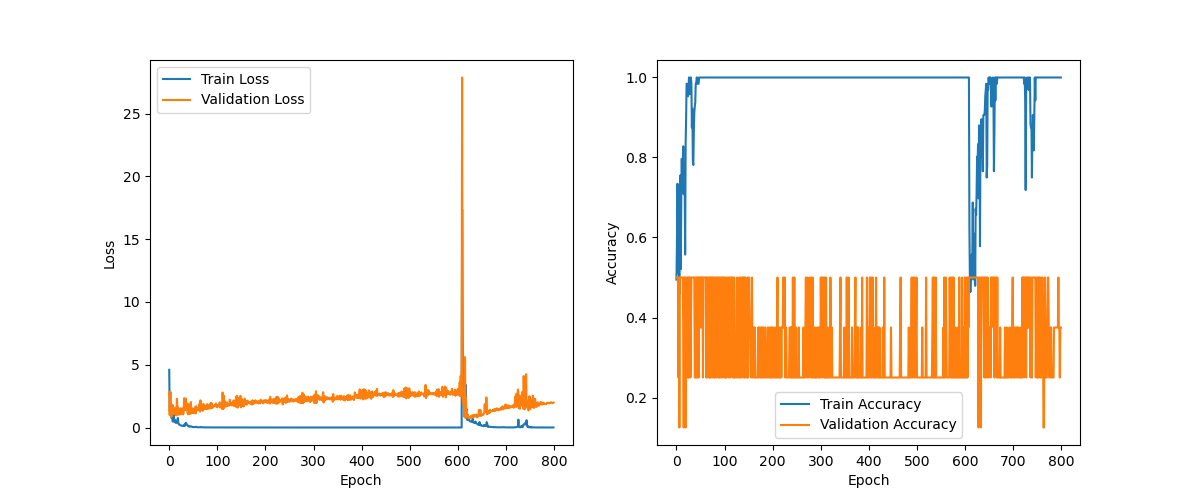 Train Loss
Validation Loss
25
20
15
10
5
0
Loss
0 100 200 300 400 500 600 700 800
Epoch
1.0
0.8
0.6
0.4
0.2
Accuracy
Train Accuracy
Validation Accuracy
0 100 200 300 400 500 600 700 800
Epoch